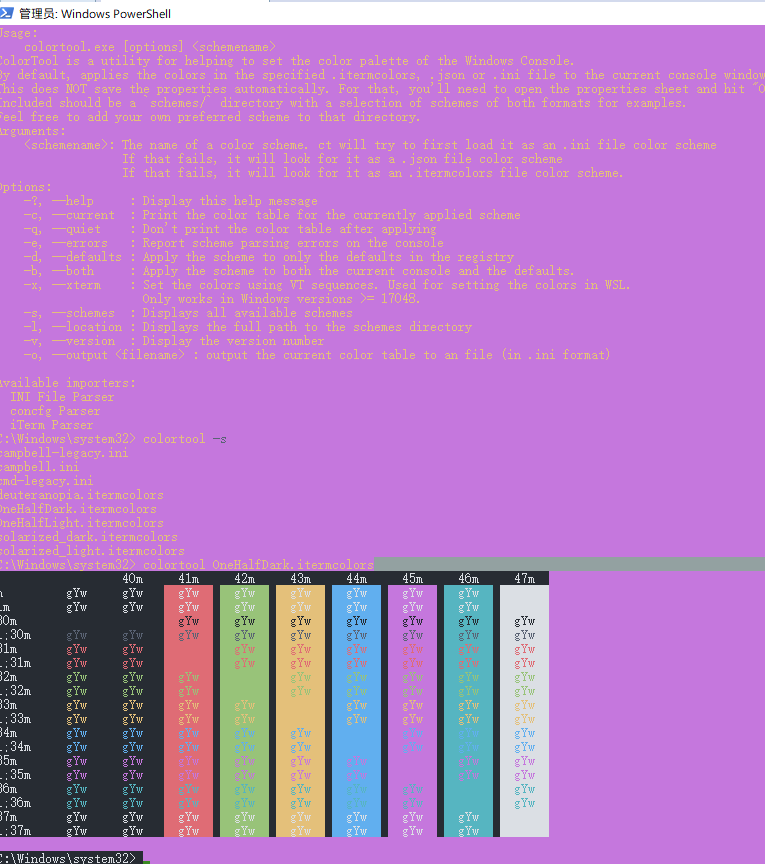 Usage:
colortool.exe [options] <schemename>
ColorTool is a utility for helping to set the color palette of the Windows Console.
By default, applies the colors in the specified .itermcolors, .json or .ini file to the current console window
This does NOT save the properties automatically. For that, you'll need to open the properties sheet and hit "O
Included should be a `schemes/` directory with a selection of schemes of both formats for examples.
Feel free to add your own preferred scheme to that directory.
Arguments:
<schemename>: The name of a color scheme. ct will try to first load it as an .ini file color scheme
If that fails, it will look for it as a .json file color scheme
If that fails, it will look for it as an .itermcolors file color scheme.
Options:
-?, --help : Display this help message
-c, --current : Print the color table for the currently applied scheme
-q, --quiet : Don't print the color table after applying
-e, --errors : Report scheme parsing errors on the console
-d, --defaults : Apply the scheme to only the defaults in the registry
-b, --both : Apply the scheme to both the current console and the defaults.
-x, --xterm : Set the colors using VT sequences. Used for setting the colors in WSL.
Only works in Windows versions >= 17048.
-s, --schemes : Displays all available schemes
-l, --location : Displays the full path to the schemes directory
-v, --version : Display the version number
-o, --output <filename> : output the current color table to an file (in .ini format)
Available importers:
INI File Parser
concfg Parser
iTerm Parser
C:\Windows\system32> colortool -s
campbell-legacy.ini
campbell.ini
cmd-legacy.ini
deuteranopia.itermcolors
OneHalfDark.itermcolors
OneHalfLight.itermcolors
solarized_dark.itermcolors
solarized_light.itermcolors
C:\Windows\system32> colortool OneHalfDark.itermcolors
40m 41m 42m 43m 44m 45m 46m 47m
m gYw gYw gYw gYw gYw gYw gYw gYw
1m gYw gYw gYw gYw gYw gYw gYw gYw
30m gYw gYw gYw gYw gYw gYw gYw
1;30m gYw gYw gYw gYw gYw gYw gYw gYw gYw
31m gYw gYw gYw gYw gYw gYw gYw gYw
1;31m gYw gYw gYw gYw gYw gYw gYw gYw
32m gYw gYw gYw gYw gYw gYw gYw gYw
1;32m gYw gYw gYw gYw gYw gYw gYw gYw
33m gYw gYw gYw gYw gYw gYw gYw gYw
1;33m gYw gYw gYw gYw gYw gYw gYw gYw
34m gYw gYw gYw gYw gYw gYw gYw gYw
1;34m gYw gYw gYw gYw gYw gYw gYw gYw
35m gYw gYw gYw gYw gYw gYw gYw gYw
1;35m gYw gYw gYw gYw gYw gYw gYw gYw
36m gYw gYw gYw gYw gYw gYw gYw gYw
1;36m gYw gYw gYw gYw gYw gYw gYw gYw
37m gYw gYw gYw gYw gYw gYw gYw gYw
1;37m gYw gYw gYw gYw gYw gYw gYw gYw
C:\Windows\system32>
管理员: Windows PowerShell